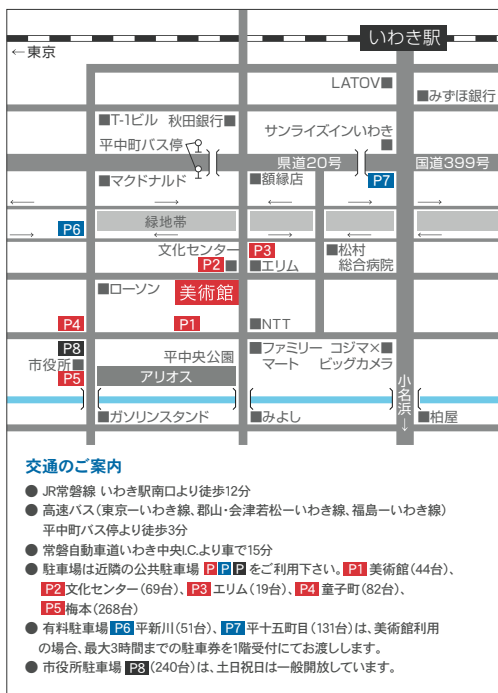 いわき駅
←東京
LATOV■
■みずほ銀行
■T-1ビル 秋田銀行■
平中町バス停
サンライズインいわき
■
県道20号
国道399号
■マクドナルド
■額縁店
P7
P6
緑地帯
文化センター
P2■
P3
■エリム
■松村
総合病院
■ローソン
美術館
P4
P1
■NTT
P8
市役所■
P5
平中央公園
アリオス
■ファミリー
マート
コジマ×■
ビッグカメラ
小名浜→
■ガソリンスタンド
■みよし
■柏屋
交通のご案内
● JR常磐線 いわき駅南口より徒歩12分
● 高速バス(東京ーいわき線、郡山・会津若松ーいわき線、福島ーいわき線)
平中町バス停より徒歩3分
● 常磐自動車道いわき中央I.C.より車で15分
● 駐車場は近隣の公共駐車場 P P P をご利用下さい。P1 美術館(44台)、
P2 文化センター(69台)、P3 エリム(19台)、P4 童子町(82台)、
P5 梅本(268台)
● 有料駐車場 P6 平新川(51台)、P7 平十五町目(131台)は、美術館利用
の場合、最大3時間までの駐車券を1階受付にてお渡しします。
● 市役所駐車場 P8 (240台)は、土日祝日は一般開放しています。